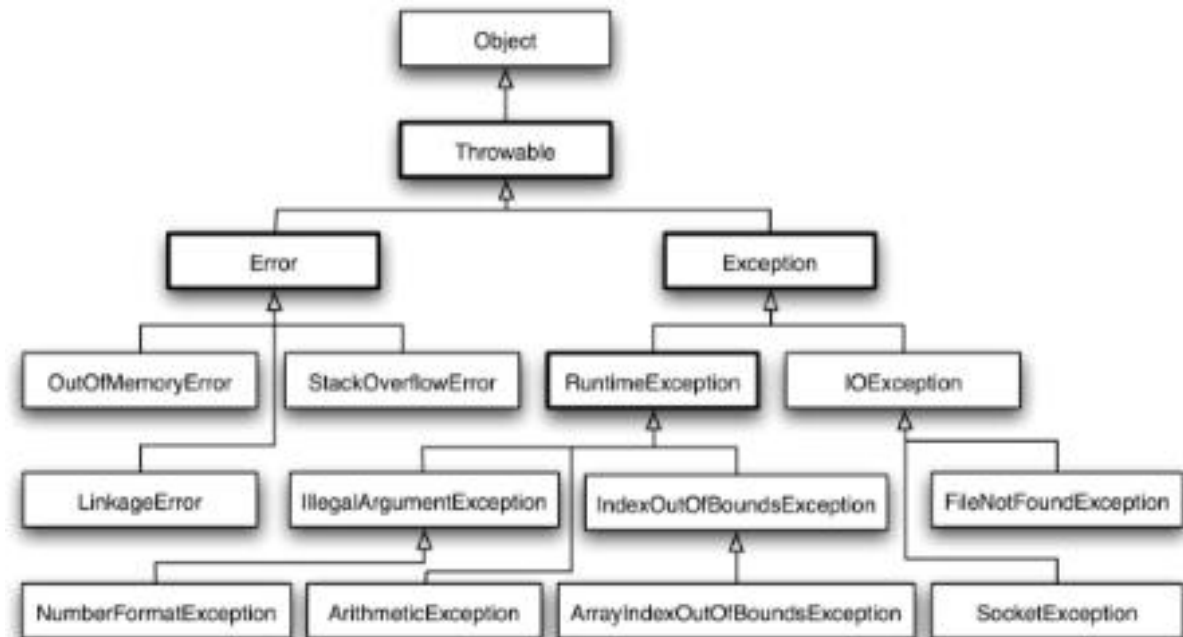 Object
Throwable
Error
Exception
OutOfMemoryError
StackOverflowError
RuntimeException
IOException
LinkageError
IllegalArgumentException
IndexOutOfBoundsException
FileNotFoundException
NumberFormatException
ArithmeticException
ArrayIndexOutOfBoundsException
SocketException